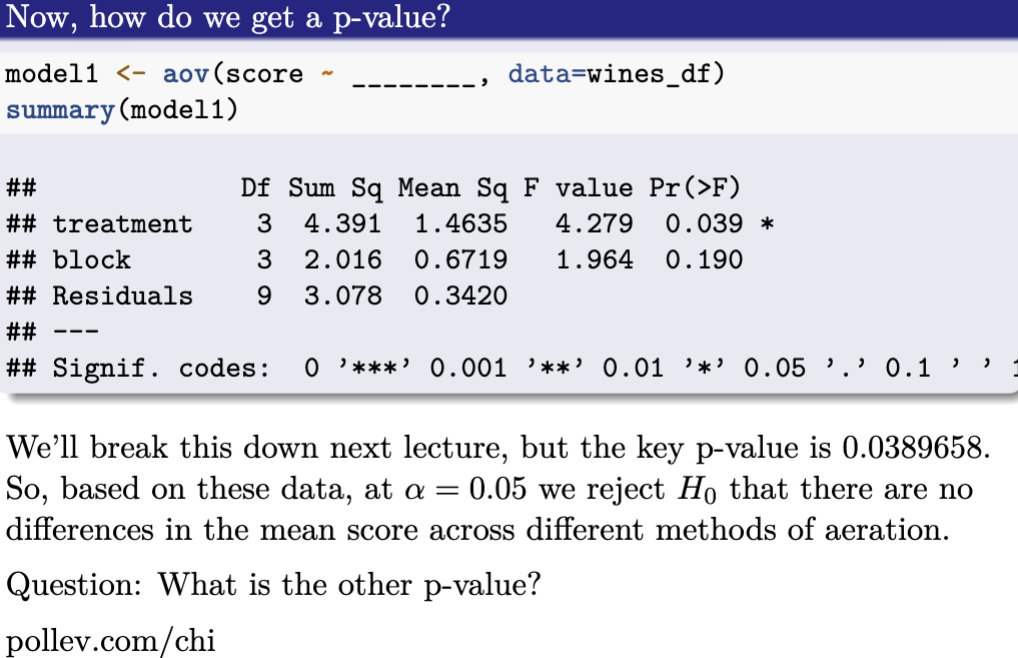 Now, how do we get a p-value?
model1 <- aov(score ~ ________, data=wines_df)
summary(model1)
##             Df Sum Sq Mean Sq F value Pr(>F)
## treatment    3  4.391  1.4635   4.279  0.039 *
## block        3  2.016  0.6719   1.964  0.190
## Residuals    9  3.078  0.3420
## ---
## Signif. codes:  0 '***' 0.001 '**' 0.01 '*' 0.05 '.' 0.1 ' ' 1
We'll break this down next lecture, but the key p-value is 0.0389658.
So, based on these data, at α = 0.05 we reject H₀ that there are no
differences in the mean score across different methods of aeration.
Question: What is the other p-value?
pollev.com/chi